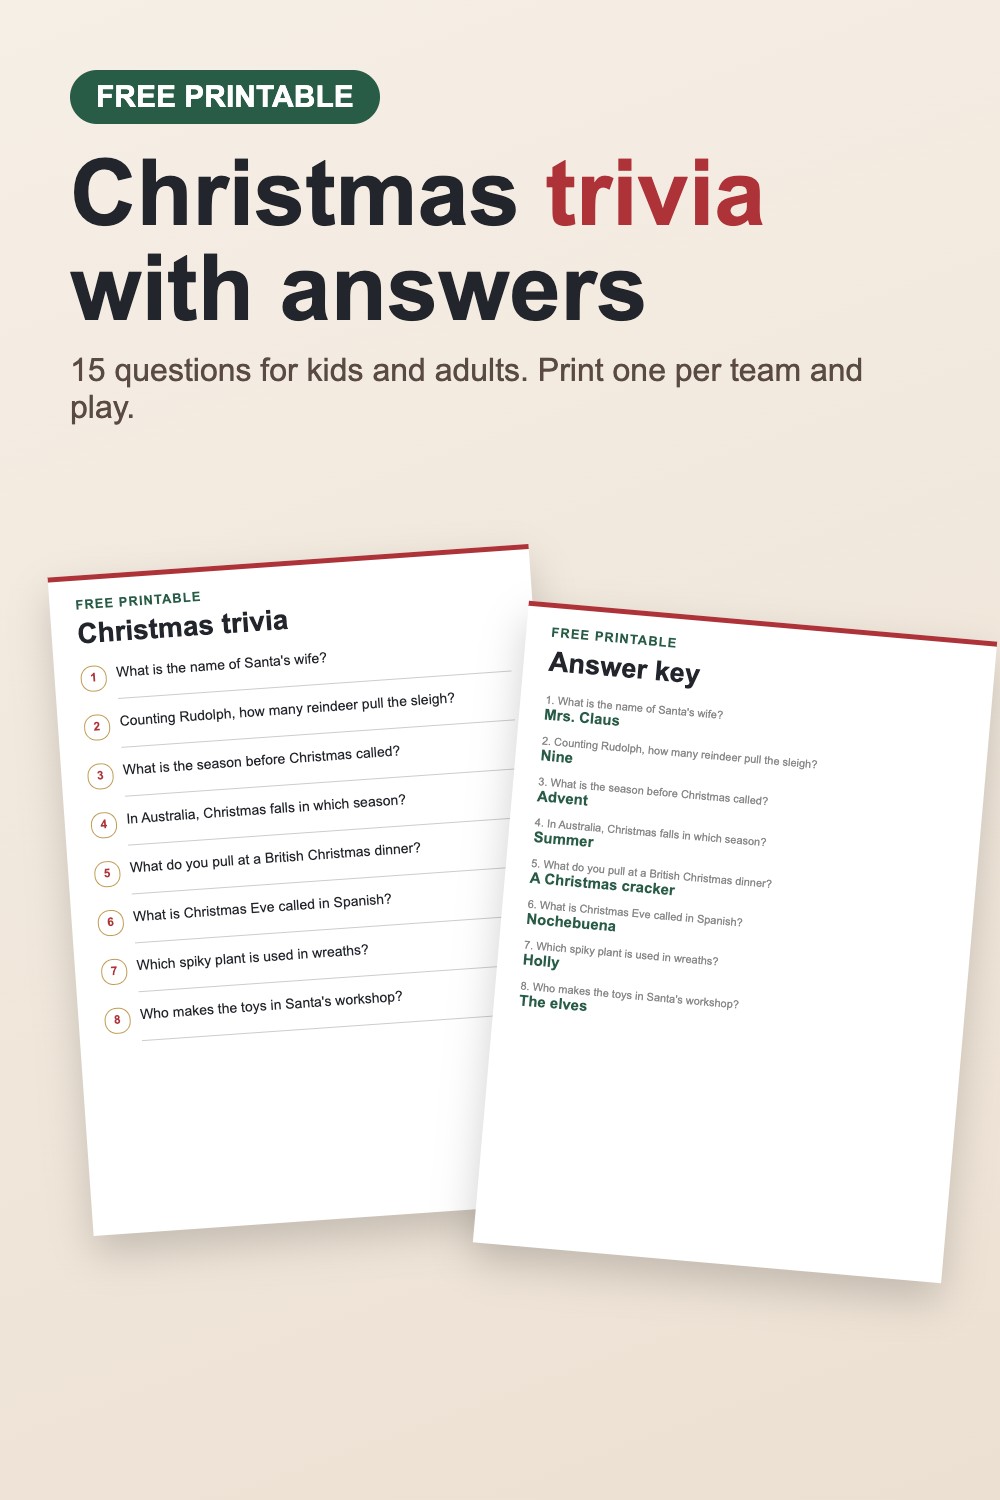 FREE PRINTABLE
Christmas trivia
with answers
15 questions for kids and adults. Print one per team and
play.
FREE PRINTABLE
Christmas trivia
1 What is the name of Santa's wife?
2 Counting Rudolph, how many reindeer pull the sleigh?
3 What is the season before Christmas called?
4 In Australia, Christmas falls in which season?
5 What do you pull at a British Christmas dinner?
6 What is Christmas Eve called in Spanish?
7 Which spiky plant is used in wreaths?
8 Who makes the toys in Santa's workshop?
FREE PRINTABLE
Answer key
1. What is the name of Santa's wife?
Mrs. Claus
2. Counting Rudolph, how many reindeer pull the sleigh?
Nine
3. What is the season before Christmas called?
Advent
4. In Australia, Christmas falls in which season?
Summer
5. What do you pull at a British Christmas dinner?
A Christmas cracker
6. What is Christmas Eve called in Spanish?
Nochebuena
7. Which spiky plant is used in wreaths?
Holly
8. Who makes the toys in Santa's workshop?
The elves